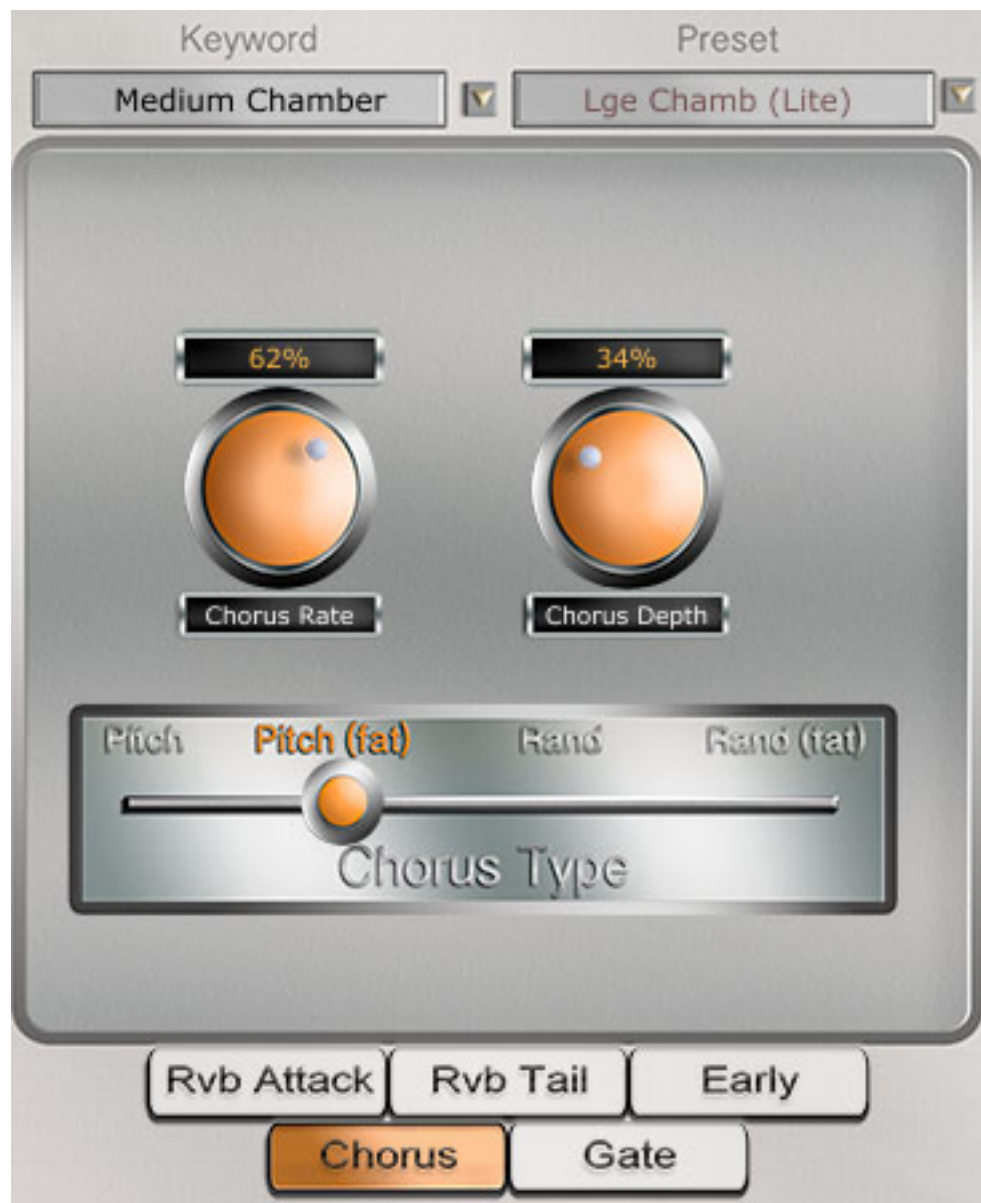 Keyword Preset
Medium Chamber Lge Chamb (Lite)
62% 34%
Chorus Rate Chorus Depth
Pitch Pitch (fat) Rand Rand (fat)
Chorus Type
Rvb Attack Rvb Tail Early
Chorus Gate